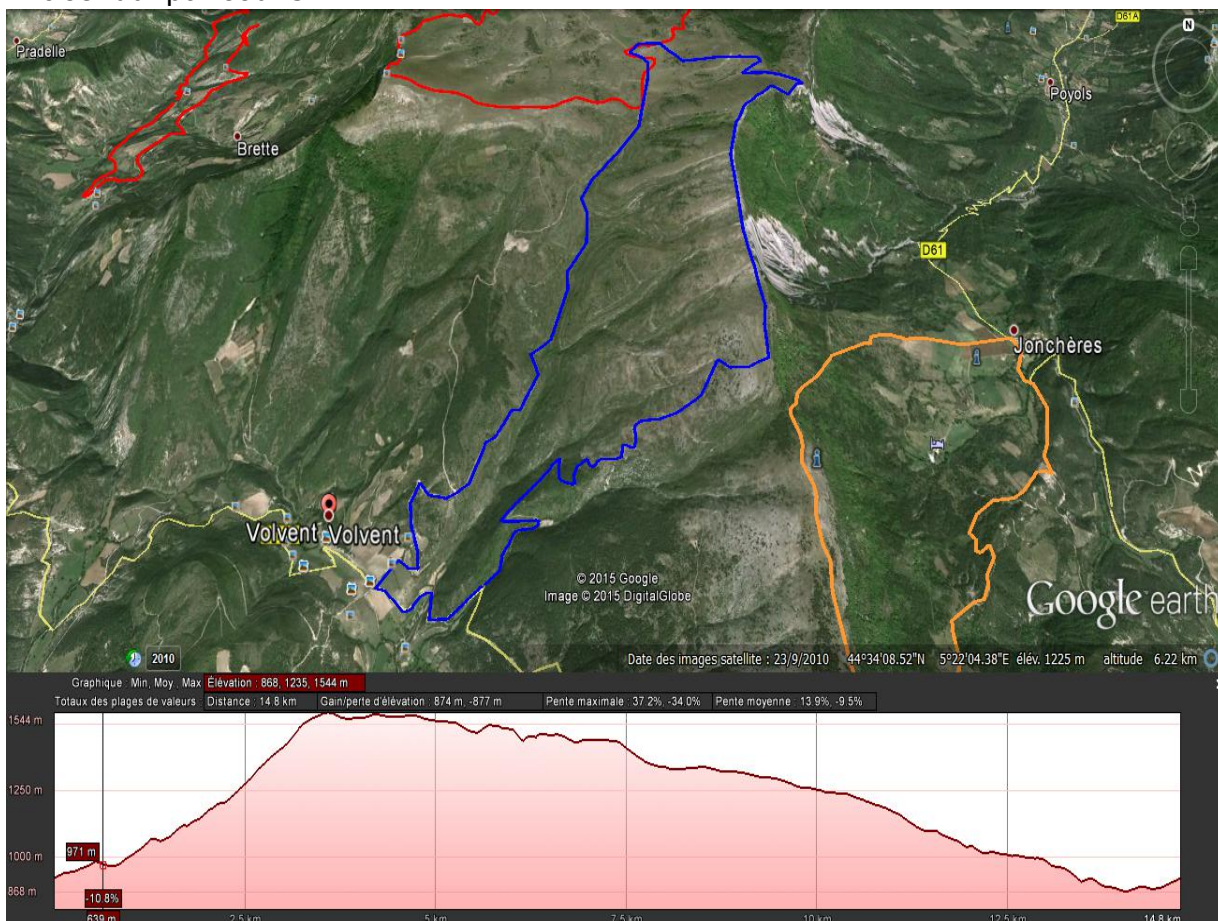 D61A
N
Pradelle
Poyols
Brette
D61
Jonchères
Volvent
Volvent
© 2015 Google
Image © 2015 DigitalGlobe
Google earth
2010
Date des images satellite : 23/9/2010 44°34'08.52"N 5°22'04.38"E élév. 1225 m altitude 6.22 km
Graphique : Min, Moy., Max Élévation : 868, 1235, 1544 m
Totaux des plages de valeurs : Distance : 14.8 km Gain/perte d'élévation : 874 m, -877 m Pente maximale : 37.2%, -34.0% Pente moyenne : 13.9%, -9.5%
1544 m
1250 m
1000 m
971 m
868 m
-10.8%
639 m
2.5 km
5 km
7.5 km
10 km
12.5 km
14.8 km